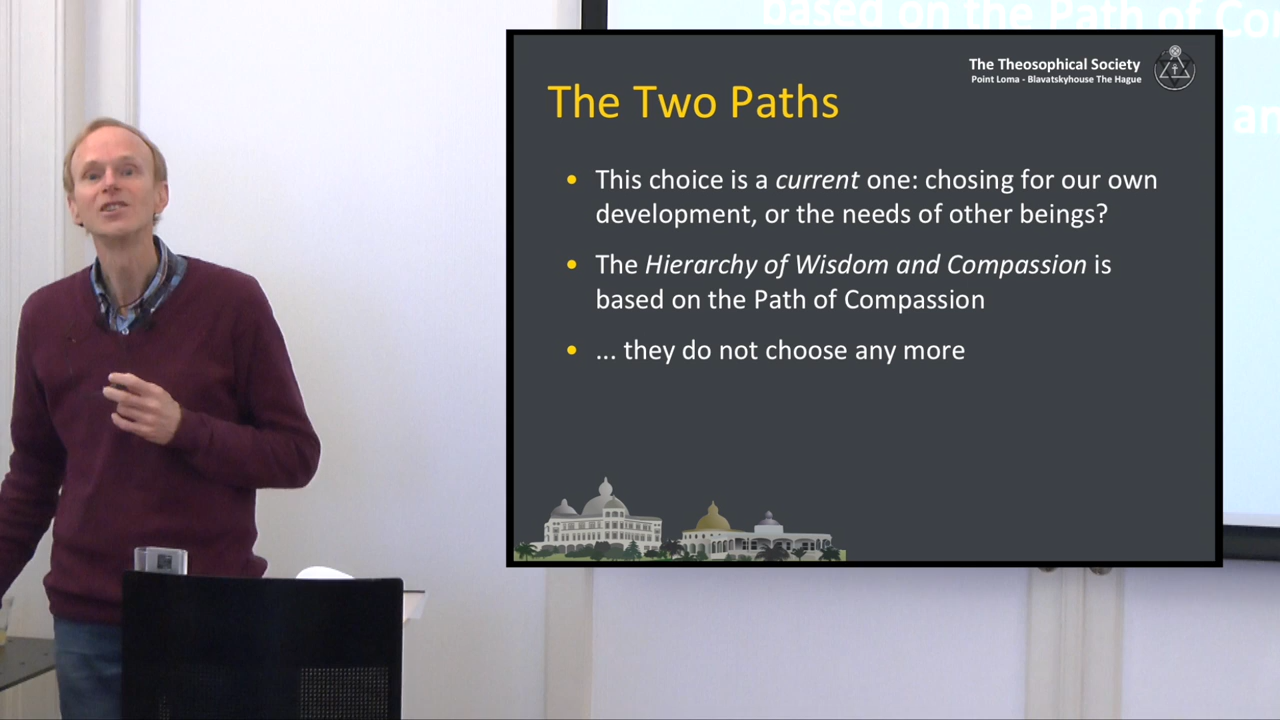 based on the Path of Co
an
The Theosophical Society
Point Loma - Blavatskyhouse The Hague
The Two Paths
• This choice is a current one: chosing for our own
development, or the needs of other beings?
• The Hierarchy of Wisdom and Compassion is
based on the Path of Compassion
• ... they do not choose any more